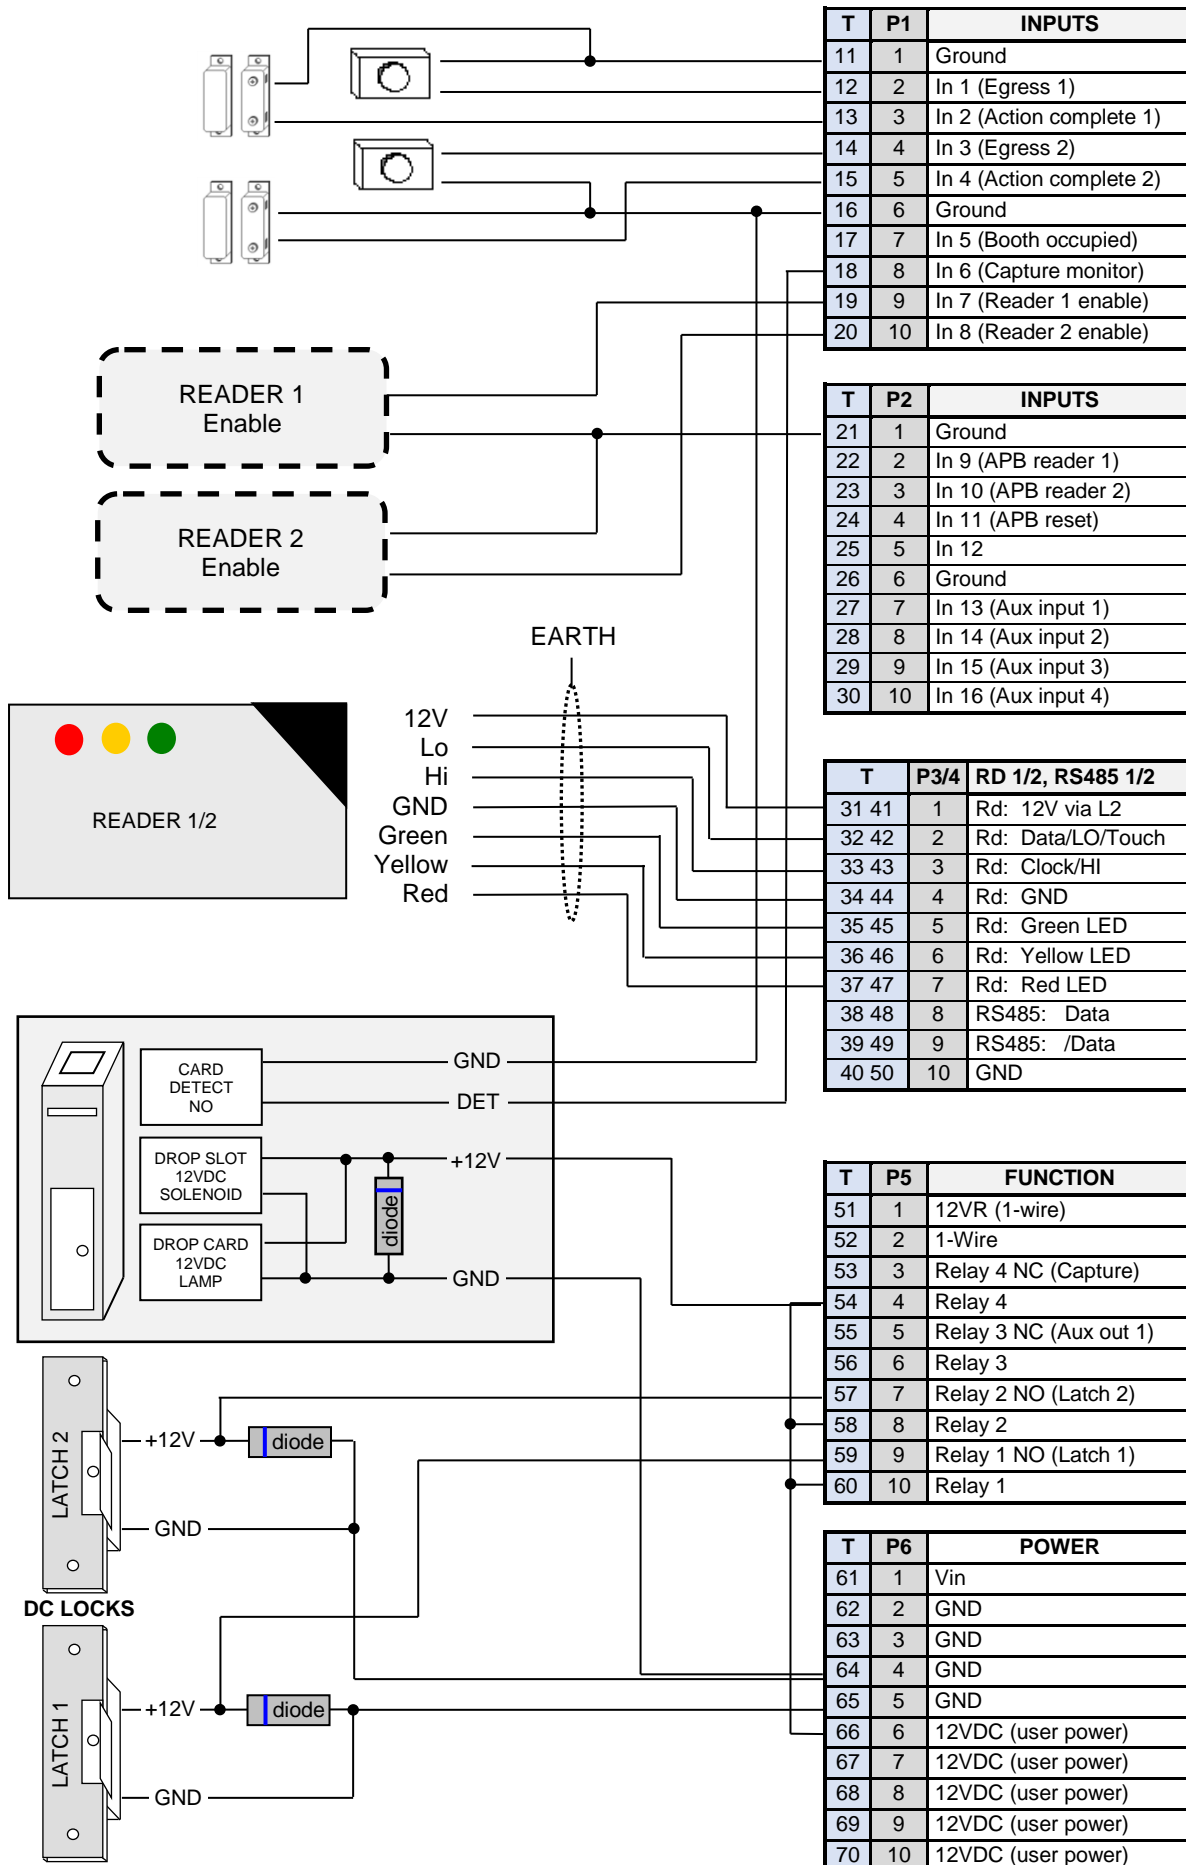 T P1 INPUTS
11 1 Ground
12 2 In 1 (Egress 1)
13 3 In 2 (Action complete 1)
14 4 In 3 (Egress 2)
15 5 In 4 (Action complete 2)
16 6 Ground
17 7 In 5 (Booth occupied)
18 8 In 6 (Capture monitor)
19 9 In 7 (Reader 1 enable)
20 10 In 8 (Reader 2 enable)
READER 1
Enable
T P2 INPUTS
21 1 Ground
22 2 In 9 (APB reader 1)
23 3 In 10 (APB reader 2)
24 4 In 11 (APB reset)
25 5 In 12
26 6 Ground
27 7 In 13 (Aux input 1)
28 8 In 14 (Aux input 2)
29 9 In 15 (Aux input 3)
30 10 In 16 (Aux input 4)
READER 2
Enable
EARTH
READER 1/2
12V
Lo
Hi
GND
Green
Yellow
Red
T P3/4 RD 1/2, RS485 1/2
31 41 1 Rd: 12V via L2
32 42 2 Rd: Data/LO/Touch
33 43 3 Rd: Clock/HI
34 44 4 Rd: GND
35 45 5 Rd: Green LED
36 46 6 Rd: Yellow LED
37 47 7 Rd: Red LED
38 48 8 RS485: Data
39 49 9 RS485: /Data
40 50 10 GND
CARD
DETECT
NO
GND
DET
DROP SLOT
12VDC
SOLENOID
+12V
diode
DROP CARD
12VDC
LAMP
GND
T P5 FUNCTION
51 1 12VR (1-wire)
52 2 1-Wire
53 3 Relay 4 NC (Capture)
54 4 Relay 4
55 5 Relay 3 NC (Aux out 1)
56 6 Relay 3
57 7 Relay 2 NO (Latch 2)
58 8 Relay 2
59 9 Relay 1 NO (Latch 1)
60 10 Relay 1
LATCH 2
+12V
diode
GND
DC LOCKS
LATCH 1
+12V
diode
GND
T P6 POWER
61 1 Vin
62 2 GND
63 3 GND
64 4 GND
65 5 GND
66 6 12VDC (user power)
67 7 12VDC (user power)
68 8 12VDC (user power)
69 9 12VDC (user power)
70 10 12VDC (user power)